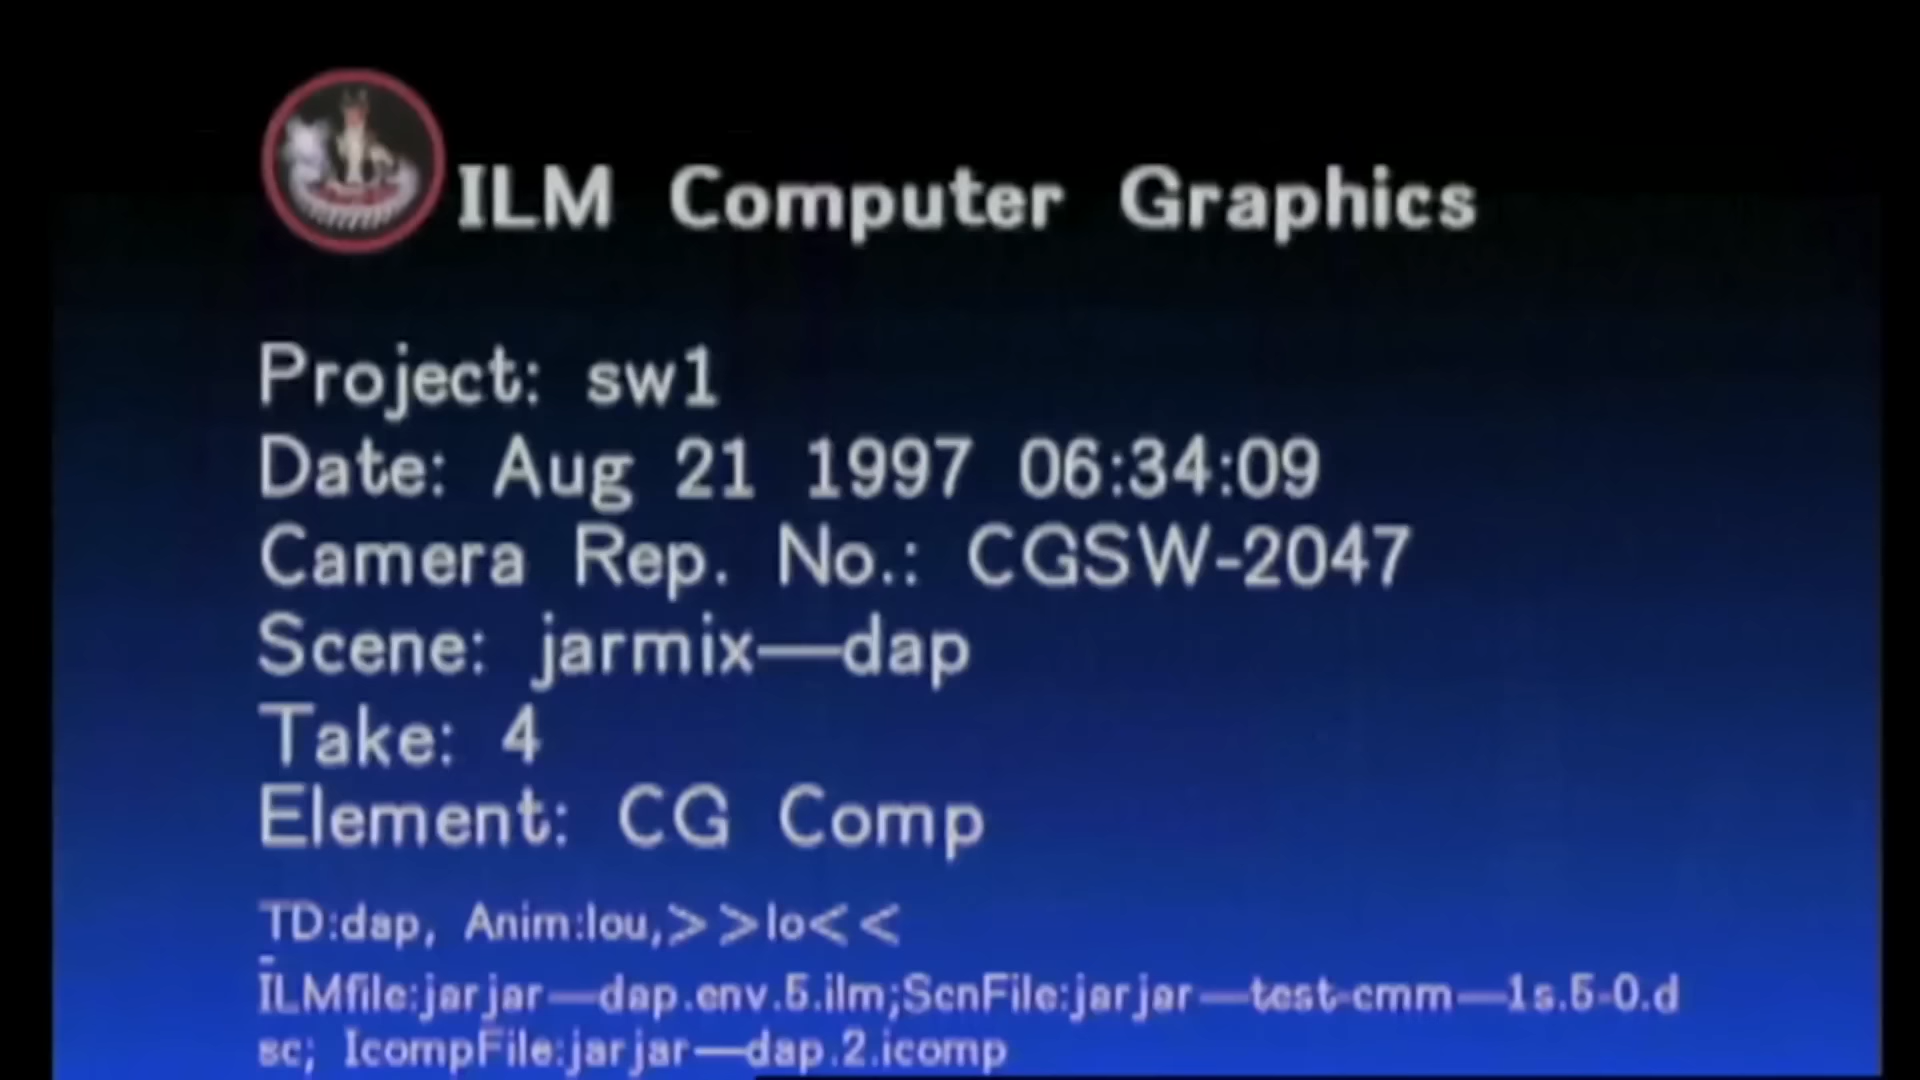 ILM Computer Graphics
Project: sw1
Date: Aug 21 1997 06:34:09
Camera Rep. No.: CGSW-2047
Scene: jarmix—dap
Take: 4
Element: CG Comp
TD:dap, Anim:lou,>>lo<<
-
ILMfile:jarjar—dap.env.5.ilm;ScnFile:jarjar—test-cmm—1s.5-0.d
sc; IcompFile:jarjar—dap.2.icomp